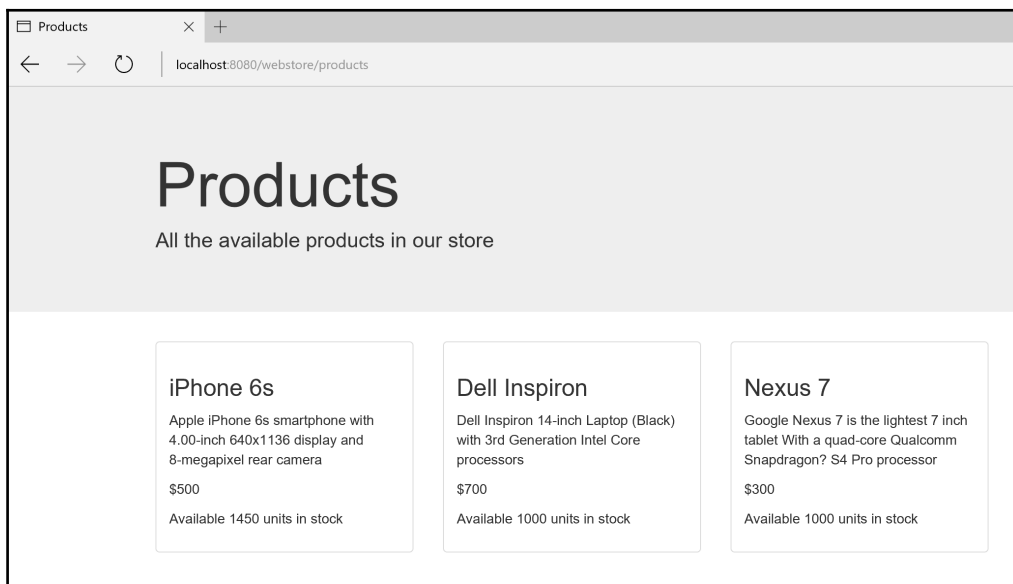 Products
localhost:8080/webstore/products
Products
All the available products in our store
iPhone 6s
Apple iPhone 6s smartphone with
4.00-inch 640x1136 display and
8-megapixel rear camera
$500
Available 1450 units in stock
Dell Inspiron
Dell Inspiron 14-inch Laptop (Black)
with 3rd Generation Intel Core
processors
$700
Available 1000 units in stock
Nexus 7
Google Nexus 7 is the lightest 7 inch
tablet With a quad-core Qualcomm
Snapdragon? S4 Pro processor
$300
Available 1000 units in stock